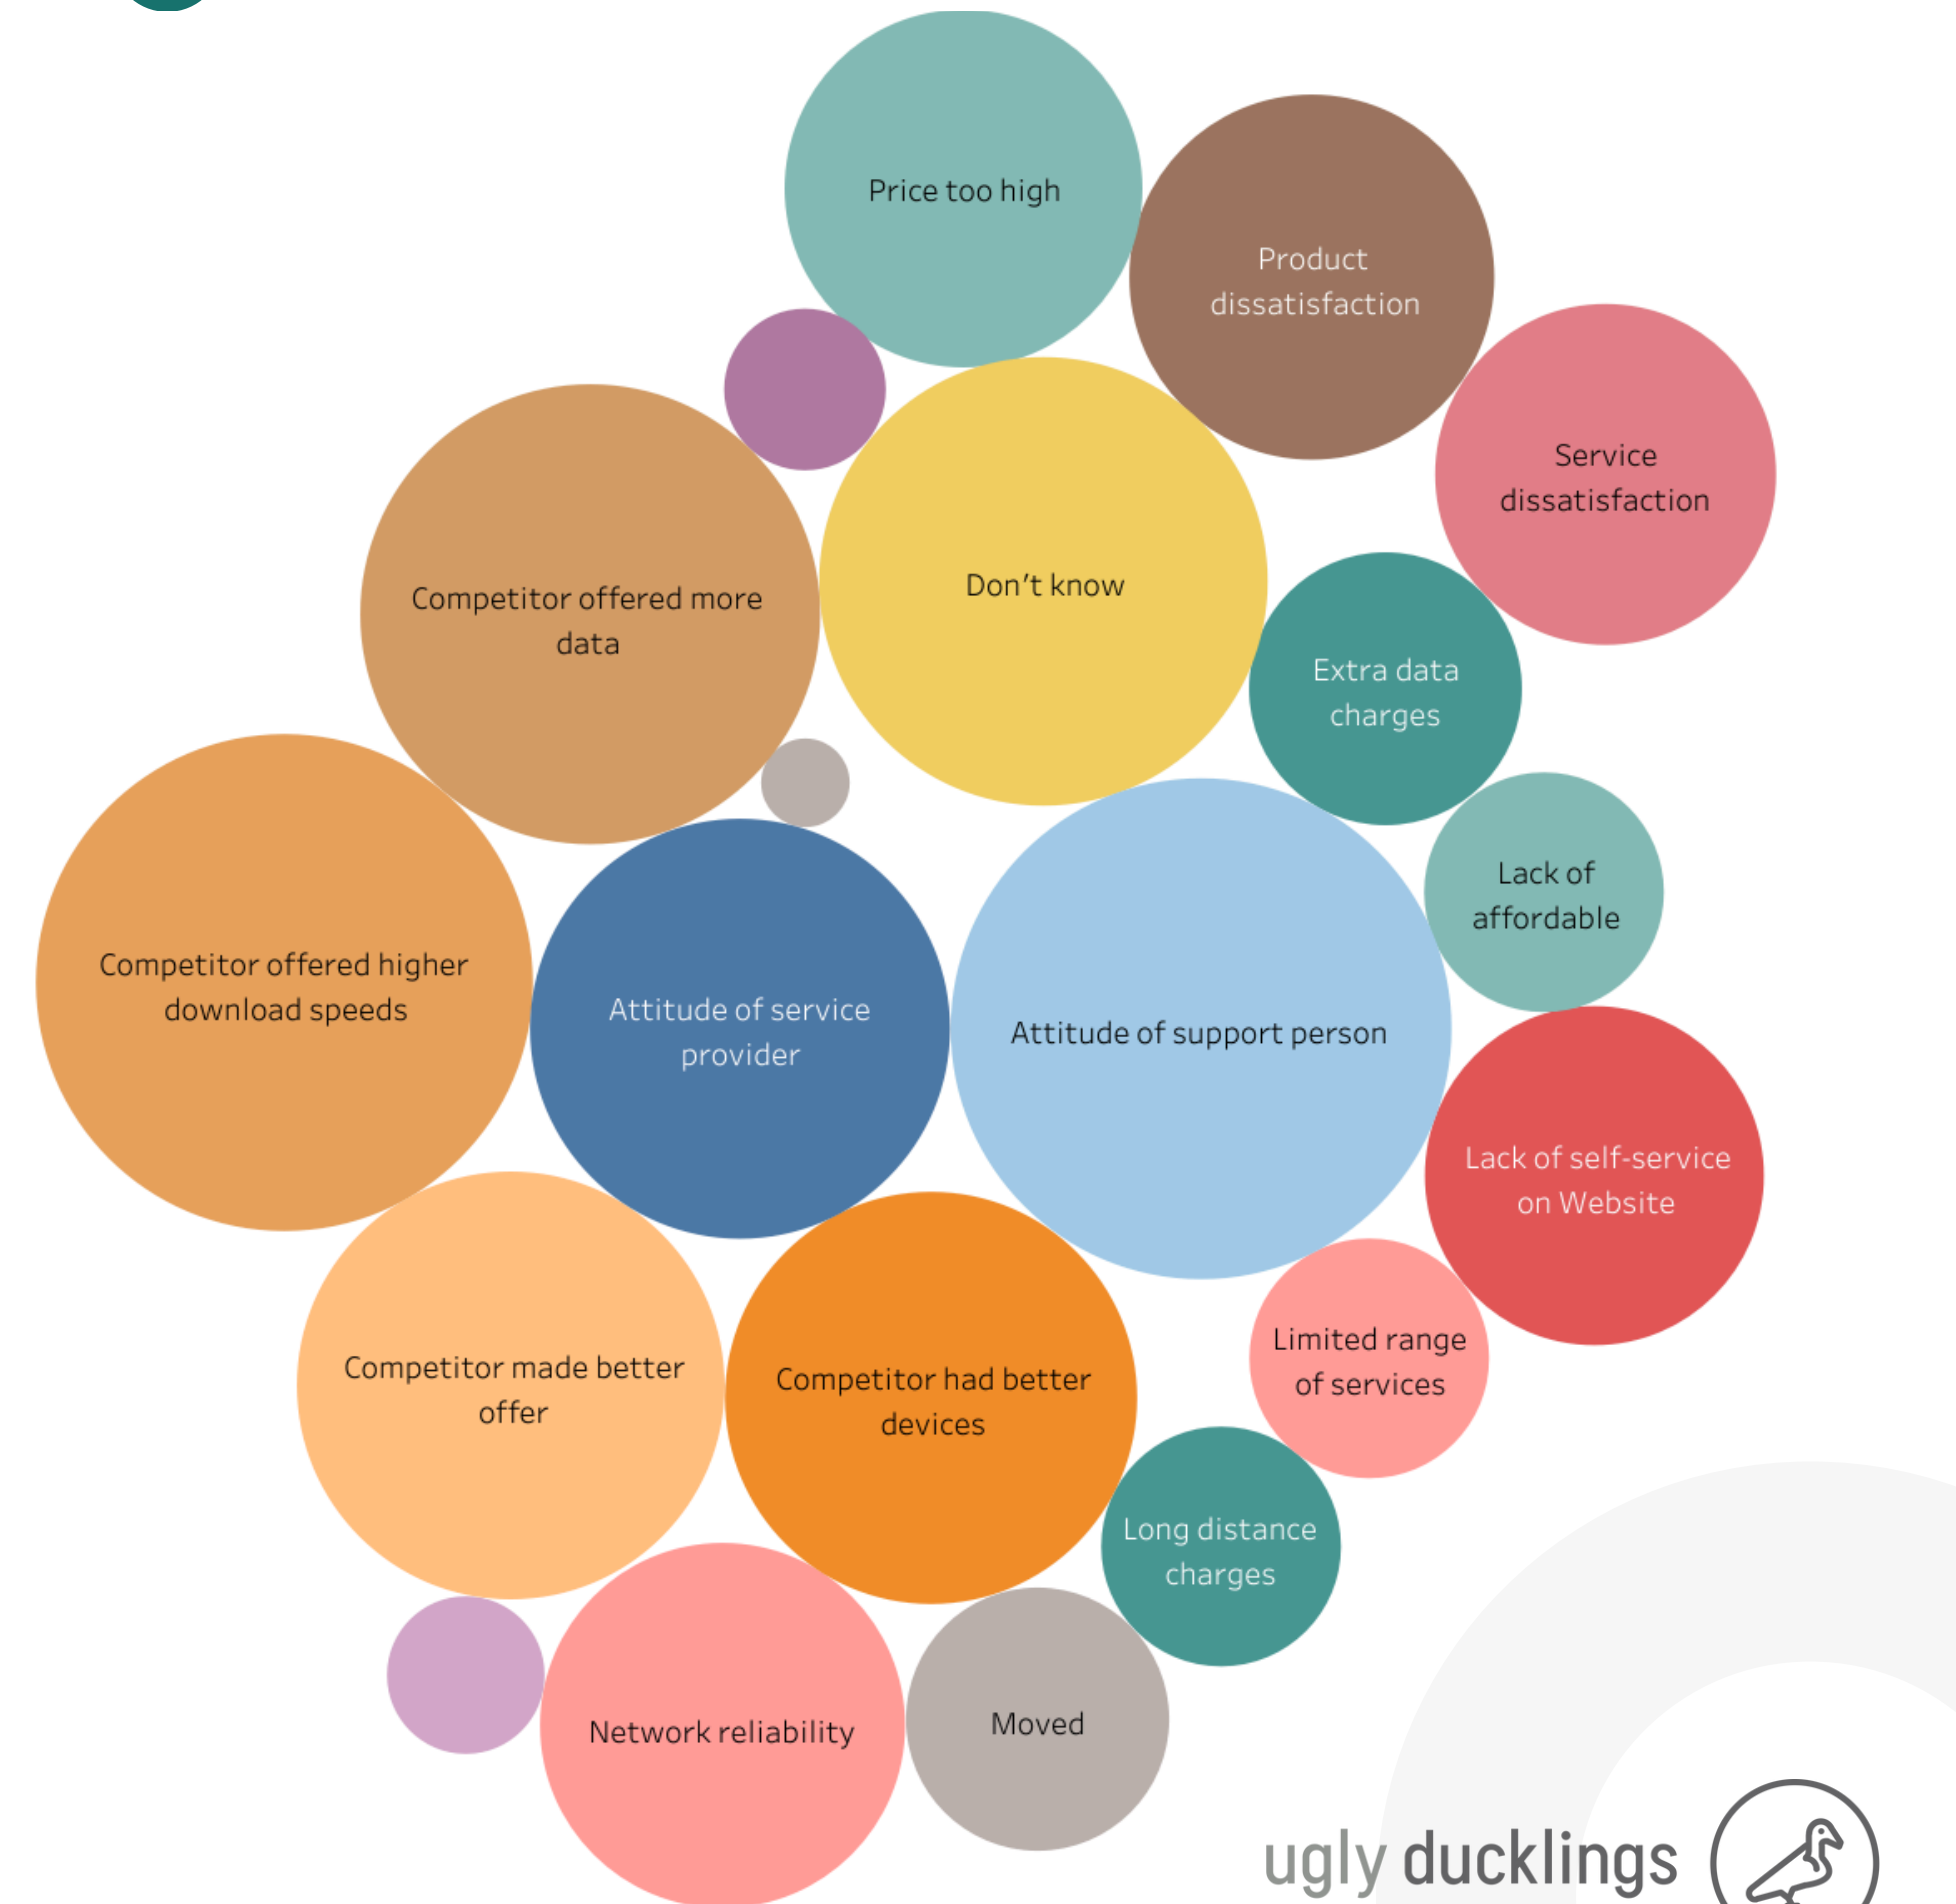 Price too high
Product
dissatisfaction
Service
dissatisfaction
Competitor offered more
data
Don't know
Extra data
charges
Lack of
affordable
Competitor offered higher
download speeds
Attitude of service
provider
Attitude of support person
Lack of self-service
on Website
Competitor made better
offer
Competitor had better
devices
Limited range
of services
Long distance
charges
Network reliability
Moved
ugly ducklings